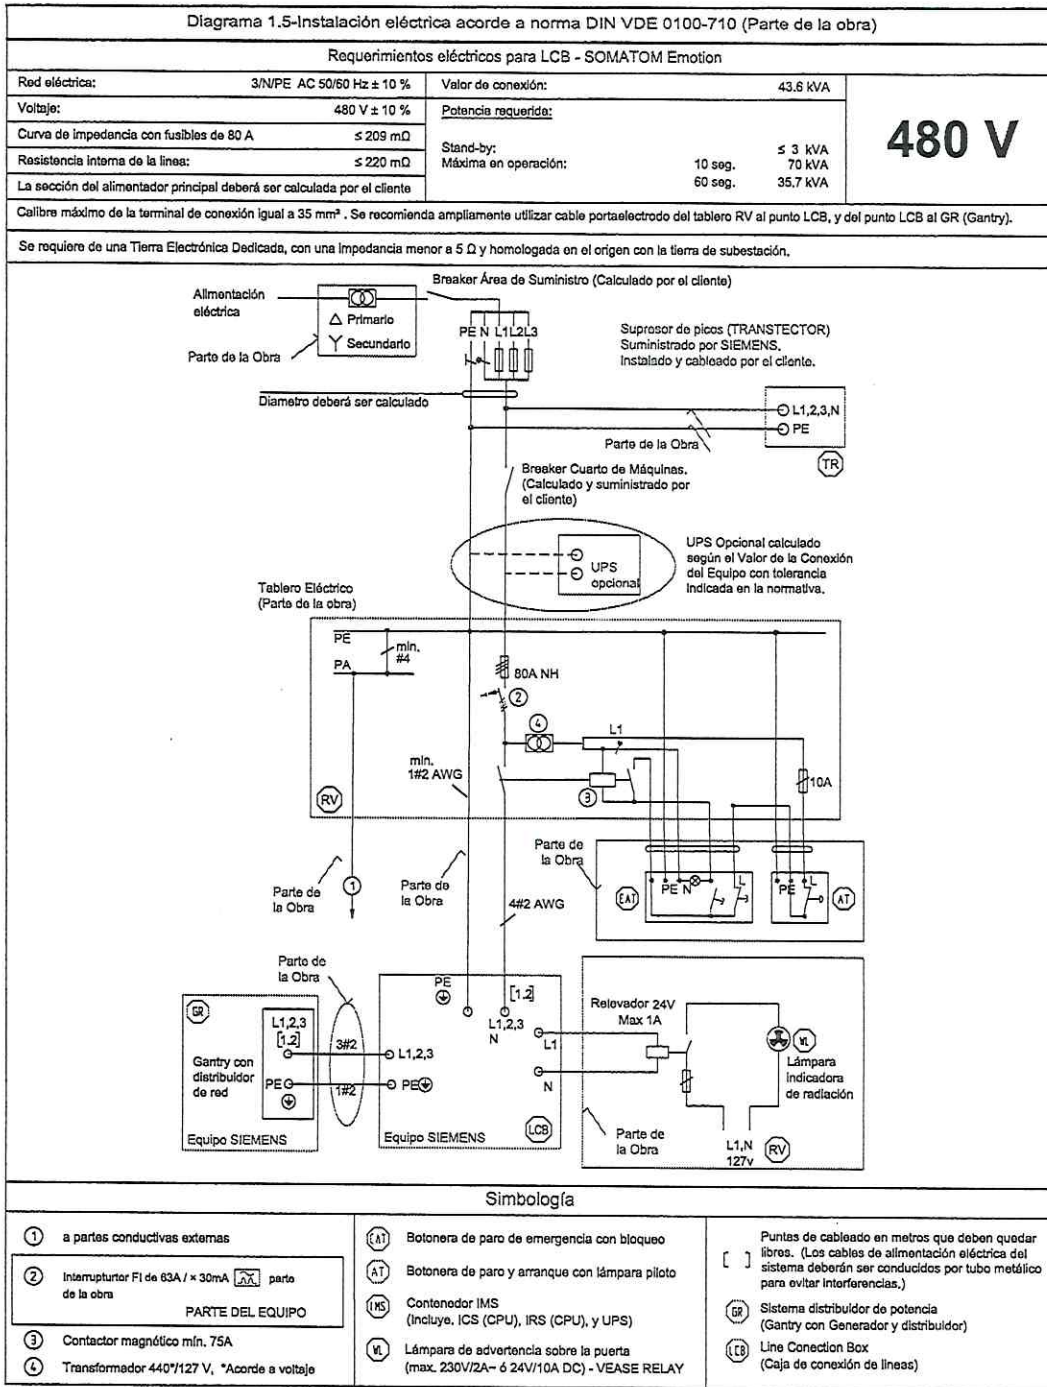 Diagrama 1.5-Instalación eléctrica acorde a norma DIN VDE 0100-710 (Parte de la obra)
Requerimientos eléctricos para LCB - SOMATOM Emotion
Red eléctrica: 3/N/PE AC 50/60 Hz ± 10 %
Voltaje: 480 V ± 10 %
Curva de impedancia con fusibles de 80 A ≤ 209 mΩ
Resistencia interna de la linea: ≤ 220 mΩ
La sección del alimentador principal deberá ser calculada por el cliente
Valor de conexión: 43.6 kVA
Potencia requerida:
Stand-by: ≤ 3 kVA
Máxima en operación: 10 seg. 70 kVA
60 seg. 35.7 kVA
480 V
Calibre máximo de la terminal de conexión igual a 35 mm². Se recomienda ampliamente utilizar cable portaelectrodo del tablero RV al punto LCB, y del punto LCB al GR (Gantry).
Se requiere de una Tierra Electrónica Dedicada, con una impedancia menor a 5 Ω y homologada en el origen con la tierra de subestación.
Alimentación
eléctrica
△ Primario
Y Secundario
Parte de la Obra
Breaker Área de Suministro (Calculado por el cliente)
PE N L1L2L3
Supresor de picos (TRANSTECTOR)
Suministrado por SIEMENS.
Instalado y cableado por el cliente.
Diametro deberá ser calculado
L1,2,3,N
PE
Parte de la Obra
TR
Breaker Cuarto de Máquinas.
(Calculado y suministrado por
el cliente)
UPS
opcional
UPS Opcional calculado
según el Valor de la Conexión
del Equipo con tolerancia
indicada en la normativa.
Tablero Eléctrico
(Parte de la obra)
PE
min.
#4
PA
80A NH
2
4
L1
min.
1#2 AWG
3
10A
RV
Parte de
la Obra
1
Parte de
la Obra
4#2 AWG
Parte de
la Obra
EAT
PE N
L
PE
L
AT
Parte de
la Obra
GR
L1,2,3
[1.2]
Gantry con
distribuidor
de red
PE
Equipo SIEMENS
3#2
1#2
PE
[1.2]
L1,2,3
N
L1,2,3
PE
L1
N
Equipo SIEMENS
LCB
Relevador 24V
Max 1A
WL
Lámpara
indicadora
de radiación
Parte de
la Obra
L1,N
127v
RV
Simbología
1 a partes conductivas externas
2 Interrupturtor FI de 63A / × 30mA parte
de la obra
PARTE DEL EQUIPO
3 Contactor magnético mín. 75A
4 Transformador 440*/127 V, *Acorde a voltaje
EAT Botonera de paro de emergencia con bloqueo
AT Botonera de paro y arranque con lámpara piloto
IMS Contenedor IMS
(Incluye, ICS (CPU), IRS (CPU), y UPS)
WL Lámpara de advertencia sobre la puerta
(max. 230V/2A~ ó 24V/10A DC) - VEASE RELAY
[ ] Puntas de cableado en metros que deben quedar
libres. (Los cables de alimentación eléctrica del
sistema deberán ser conducidos por tubo metálico
para evitar interferencias.)
GR Sistema distribuidor de potencia
(Gantry con Generador y distribuidor)
LCB Line Conection Box
(Caja de conexión de lineas)